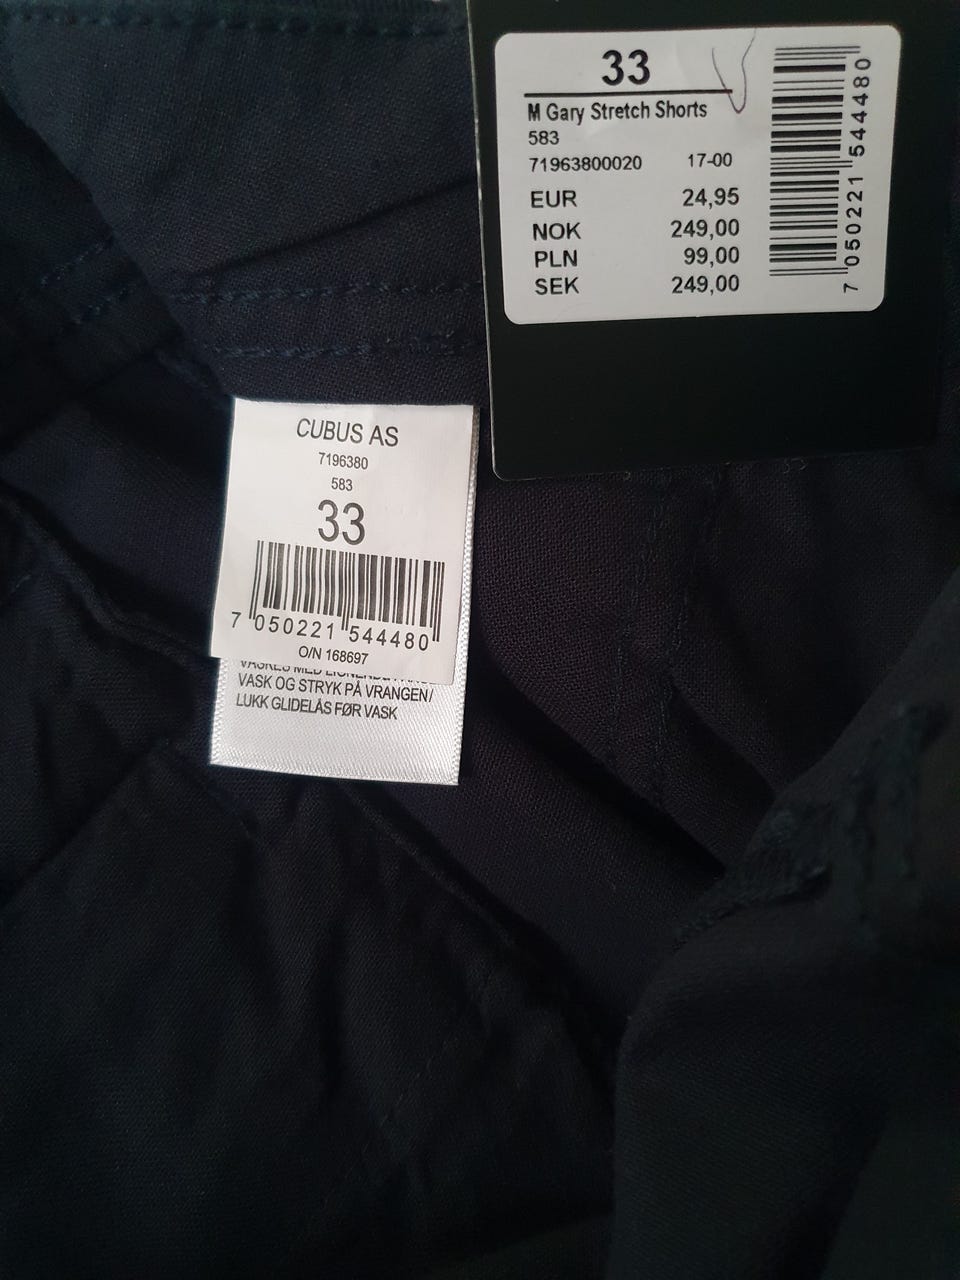 33
M Gary Stretch Shorts
583
71963800020 17-00
EUR 24,95
NOK 249,00
PLN 99,00
SEK 249,00
7 050221 544480
CUBUS AS
7196380
583
33
7 050221 544480
O/N 168697
VASKES MED
VASK OG STRYK PÅ VRANGEN/
LUKK GLIDELÅS FØR VASK